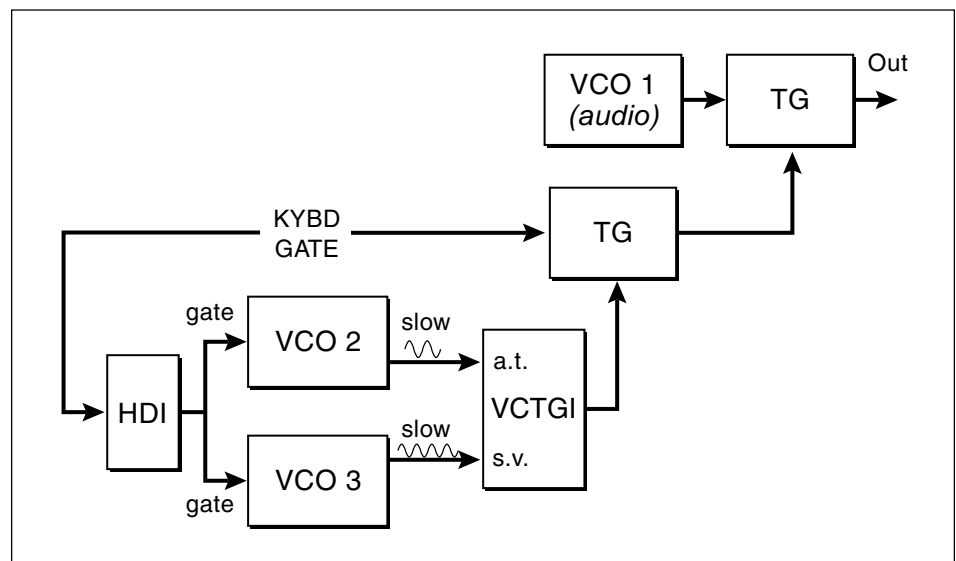 VCO 1
(audio)
TG
Out
KYBD
GATE
TG
gate
VCO 2
slow
a.t.
HDI
VCTGI
slow
VCO 3
s.v.
gate